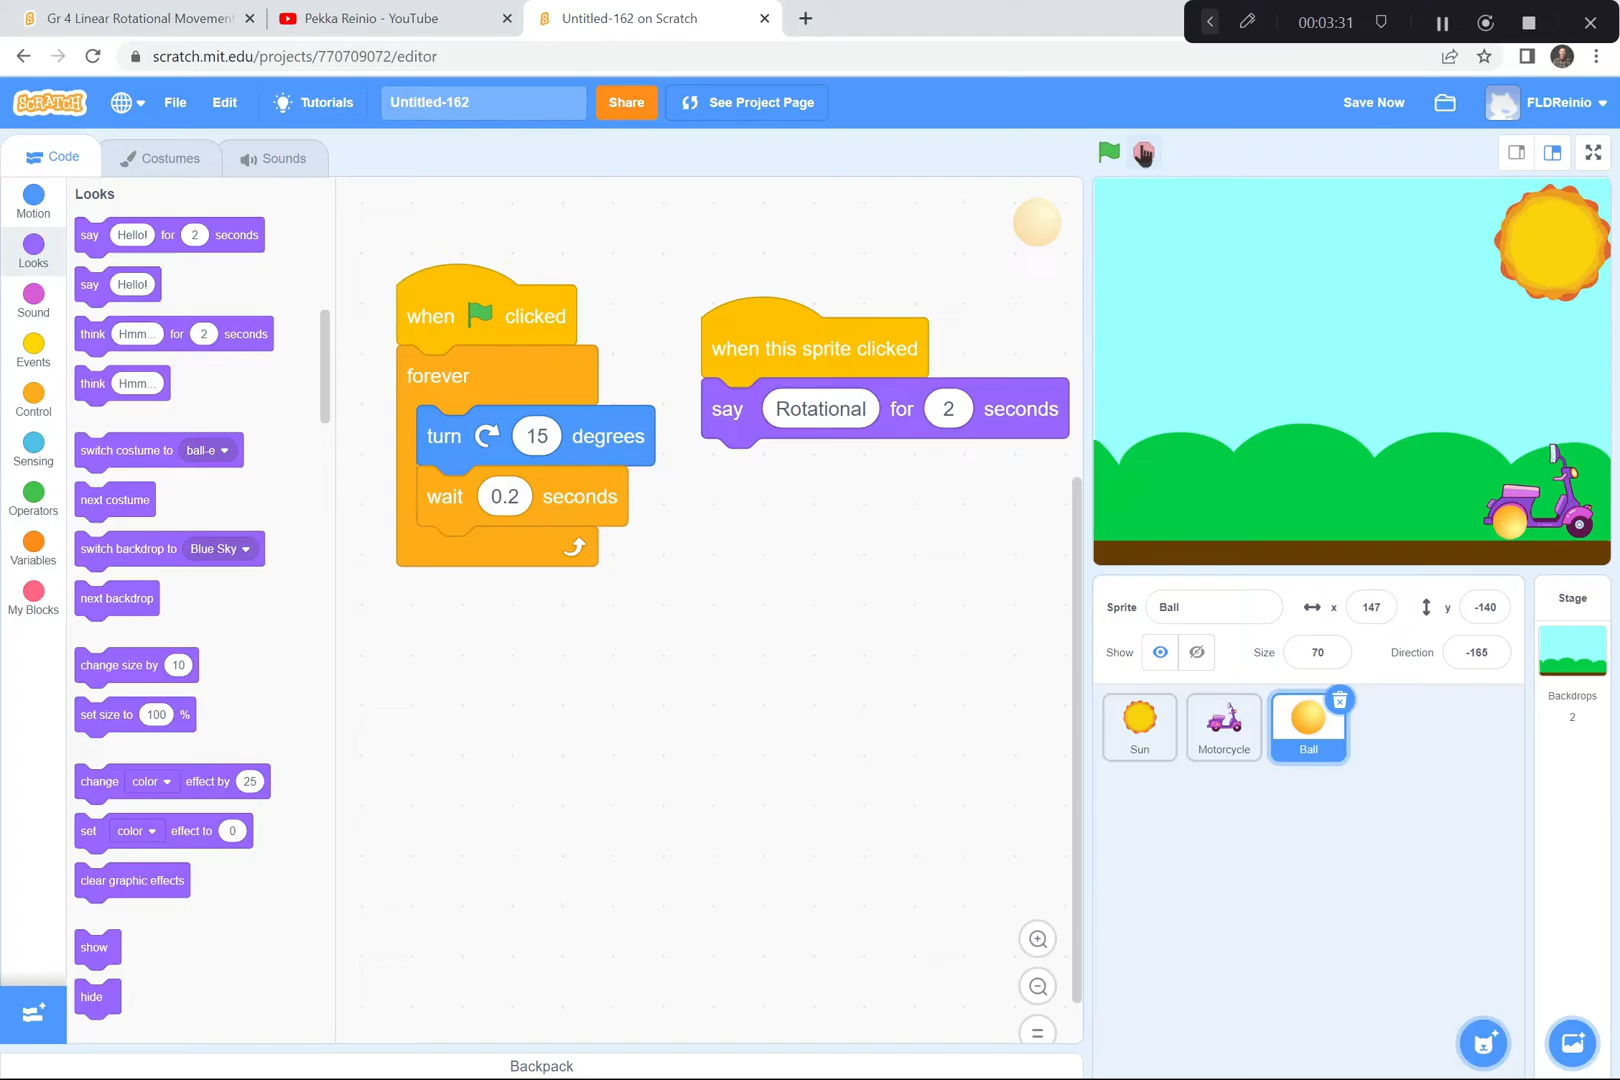 Gr 4 Linear Rotational Movement
Pekka Reinio - YouTube
Untitled-162 on Scratch
00:03:31
scratch.mit.edu/projects/770709072/editor
SCRATCH
File
Edit
Tutorials
Untitled-162
Share
See Project Page
Save Now
FLDReinio
Code
Costumes
Sounds
Motion
Looks
Sound
Events
Control
Sensing
Operators
Variables
My Blocks
Looks
say Hello! for 2 seconds
say Hello!
think Hmm... for 2 seconds
think Hmm...
switch costume to ball-e
next costume
switch backdrop to Blue Sky
next backdrop
change size by 10
set size to 100 %
change color effect by 25
set color effect to 0
clear graphic effects
show
hide
when clicked
forever
turn 15 degrees
wait 0.2 seconds
when this sprite clicked
say Rotational for 2 seconds
Backpack
Sprite Ball x 147 y -140
Show Size 70 Direction -165
Sun
Motorcycle
Ball
Stage
Backdrops
2